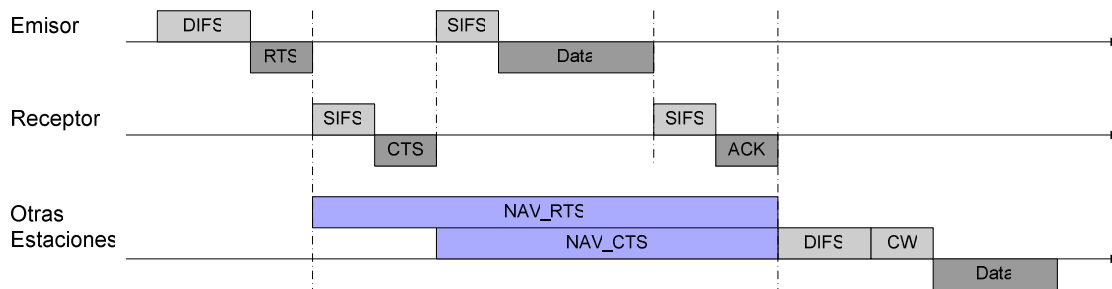 Emisor
DIFS
SIFS
RTS
Data
Receptor
SIFS
SIFS
CTS
ACK
Otras
Estaciones
NAV_RTS
NAV_CTS
DIFS
CW
Data